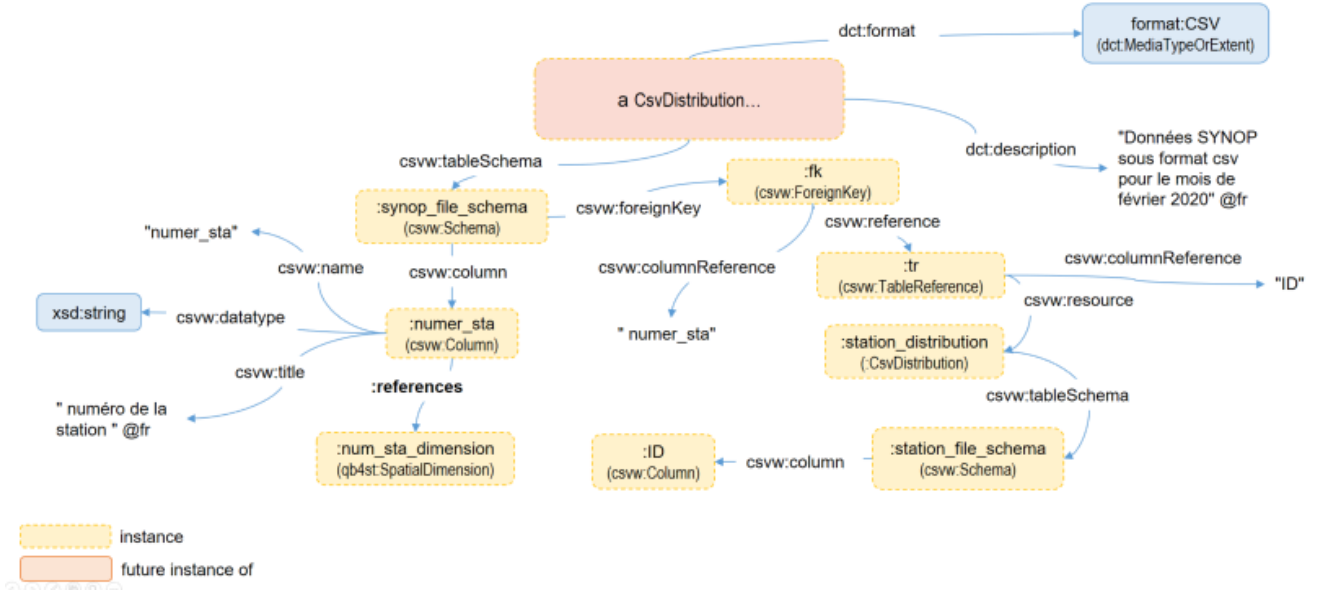 dct:format
format:CSV
(dct:MediaTypeOrExtent)
a CsvDistribution…
dct:description
"Données SYNOP
sous format csv
pour le mois de
février 2020" @fr
csvw:tableSchema
:fk
(csvw:ForeignKey)
:synop_file_schema
(csvw:Schema)
csvw:foreignKey
csvw:reference
"numer_sta"
csvw:name
csvw:column
csvw:columnReference
:tr
(csvw:TableReference)
csvw:columnReference
"ID"
csvw:resource
xsd:string
csvw:datatype
:numer_sta
(csvw:Column)
" numer_sta"
:station_distribution
(:CsvDistribution)
csvw:title
:references
csvw:tableSchema
" numéro de la
station " @fr
:num_sta_dimension
(qb4st:SpatialDimension)
:ID
(csvw:Column)
csvw:column
:station_file_schema
(csvw:Schema)
instance
future instance of